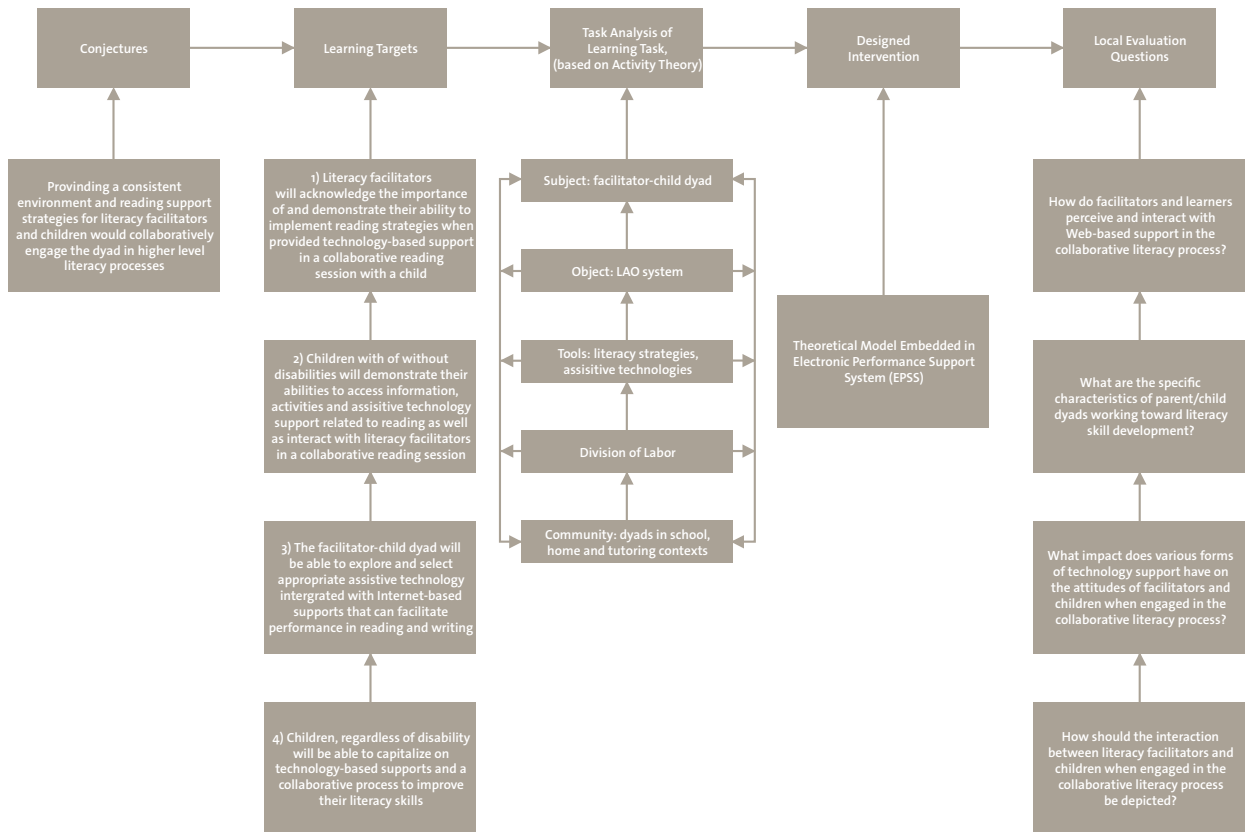 Conjectures
Learning Targets
Task Analysis of
Learning Task,
(based on Activity Theory)
Designed
Intervention
Local Evaluation
Questions
Provinding a consistent
environment and reading support
strategies for literacy facilitators
and children would collaboratively
engage the dyad in higher level
literacy processes
1) Literacy facilitators
will acknowledge the importance
of and demonstrate their ability to
implement reading strategies when
provided technology-based support
in a collaborative reading
session with a child
2) Children with of without
disabilities will demonstrate their
abilities to access information,
activities and assisitive technology
support related to reading as well
as interact with literacy facilitators
in a collaborative reading session
3) The facilitator-child dyad will
be able to explore and select
appropriate assistive technology
intergrated with Internet-based
supports that can facilitate
performance in reading and writing
4) Children, regardless of disability
will be able to capitalize on
technology-based supports and a
collaborative process to improve
their literacy skills
Subject: facilitator-child dyad
Object: LAO system
Tools: literacy strategies,
assisitive technologies
Division of Labor
Community: dyads in school,
home and tutoring contexts
Theoretical Model Embedded in
Electronic Performance Support
System (EPSS)
How do facilitators and learners
perceive and interact with
Web-based support in the
collaborative literacy process?
What are the specific
characteristics of parent/child
dyads working toward literacy
skill development?
What impact does various forms
of technology support have on
the attitudes of facilitators and
children when engaged in the
collaborative literacy process?
How should the interaction
between literacy facilitators and
children when engaged in the
collaborative literacy process
be depicted?